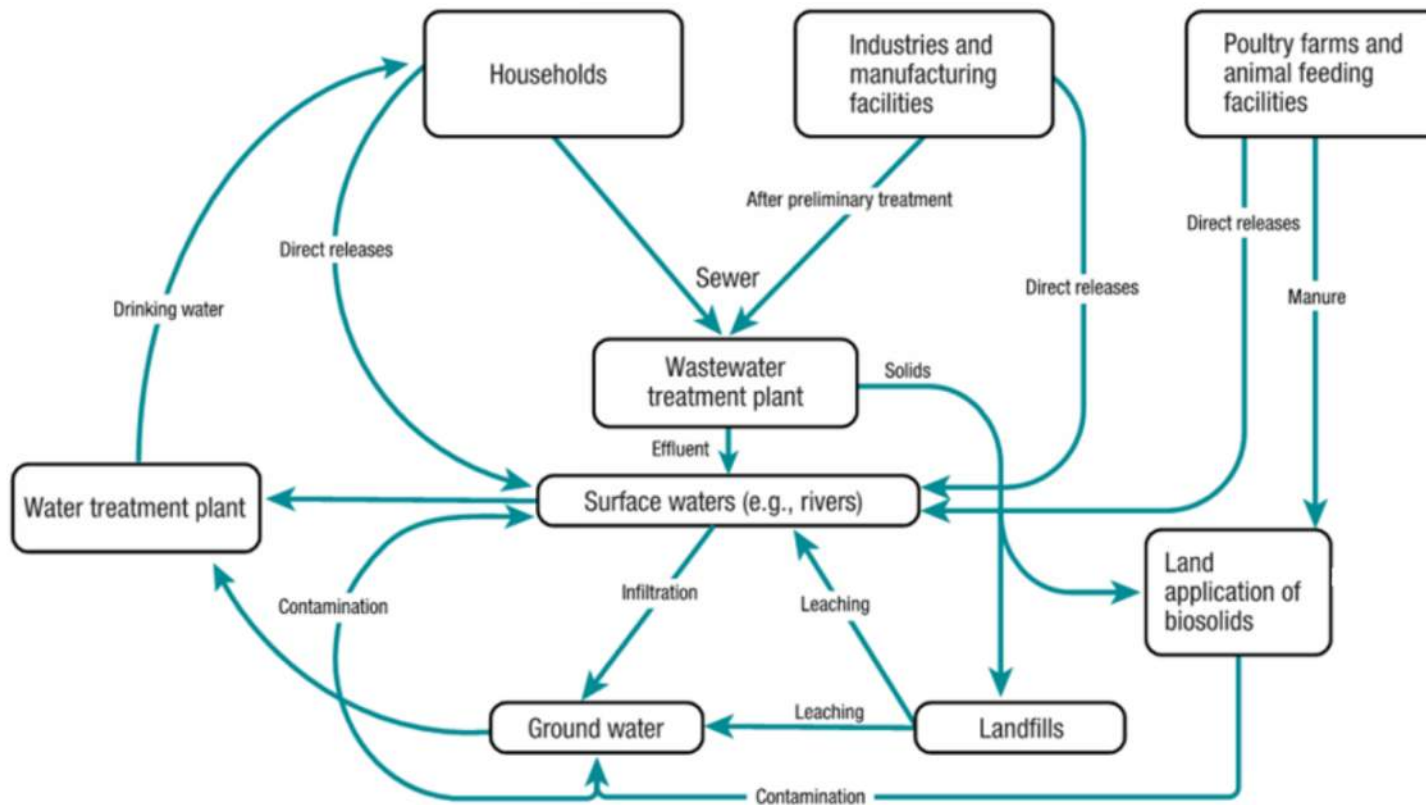 Households
Industries and
manufacturing
facilities
Poultry farms and
animal feeding
facilities
After preliminary treatment
Direct releases
Direct releases
Sewer
Direct releases
Manure
Drinking water
Wastewater
treatment plant
Solids
Effluent
Water treatment plant
Surface waters (e.g., rivers)
Land
application of
biosolids
Contamination
Infiltration
Leaching
Ground water
Leaching
Landfills
Contamination